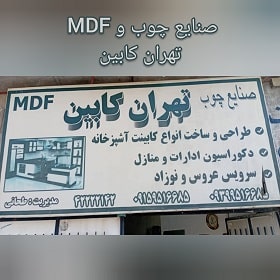 صنایع چوب و MDF
تهران کابین
صنایع چوب تهران کابین MDF
طراحی و ساخت انواع کابینت آشپزخانه
دکوراسیون ادارات و منازل
سرویس عروس و نوزاد
۰۹۳۹۹۵۱۶۶۸۵ ۰۹۱۵۹۵۱۶۶۸۵ ۴۲۲۲۲۱۴۲
مدیریت :